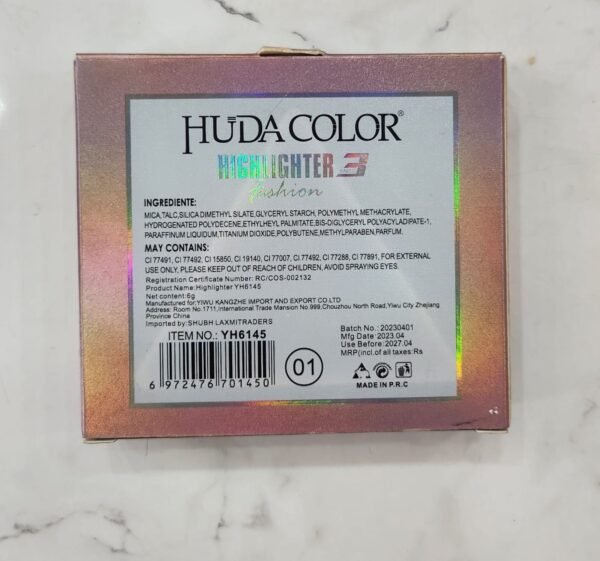 HUDA COLOR®
HIGHLIGHTER 3
fashion
INGREDIENTE:
MICA,TALC,SILICA DIMETHYL SILATE,GLYCERYL STARCH, POLYMETHYL METHACRYLATE,
HYDROGENATED POLYDECENE,ETHYLHEYL PALMITATE,BIS-DIGLYCERYL POLYACYLADIPATE-1,
PARAFFINUM LIQUIDUM,TITANIUM DIOXIDE,POLYBUTENE,METHYLPARABEN,PARFUM.
MAY CONTAINS:
CI 77491, CI 77492, CI 15850, CI 19140, CI 77007, CI 77492, CI 77288, CI 77891, FOR EXTERNAL
USE ONLY, PLEASE KEEP OUT OF REACH OF CHILDREN, AVOID SPRAYING EYES.
Registration Certificate Number: RC/COS-002132
Product Name:Highlighter YH6145
Net content:6g
Manufactured for:YIWU KANGZHE IMPORT AND EXPORT CO LTD
Address: Room No.1711,International Trade Mansion No.999,Chouzhou North Road,Yiwu City Zhejiang
Province China
Imported by:SHUBH LAXMITRADERS
ITEM NO.: YH6145
6 972476 701450
01
Batch No.: 20230401
Mfg Date:2023.04
Use Before:2027.04
MRP(incl.of all taxes:Rs
MADE IN P.R.C